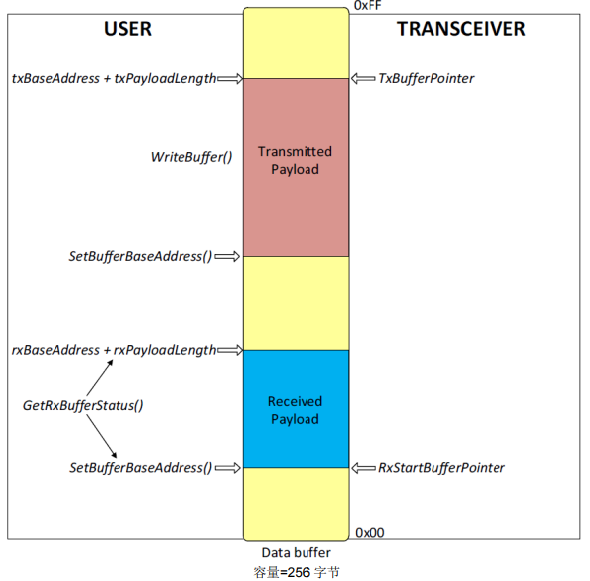 0xFF
USER
TRANSCEIVER
txBaseAddress + txPayloadLength
TxBufferPointer
WriteBuffer()
Transmitted
Payload
SetBufferBaseAddress()
rxBaseAddress + rxPayloadLength
GetRxBufferStatus()
Received
Payload
SetBufferBaseAddress()
RxStartBufferPointer
0x00
Data buffer
容量=256 字节